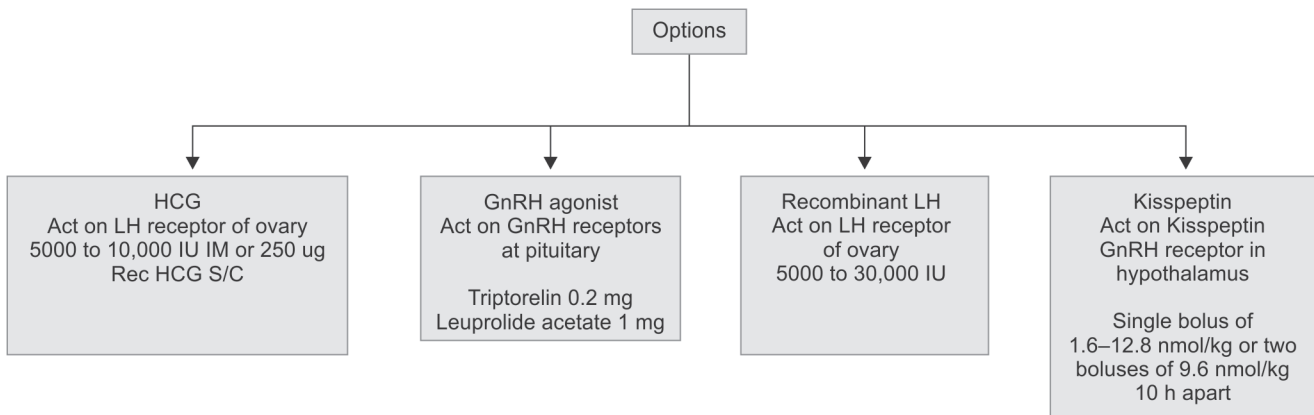 Options
HCG
Act on LH receptor of ovary
5000 to 10,000 IU IM or 250 ug
Rec HCG S/C
GnRH agonist
Act on GnRH receptors
at pituitary
Triptorelin 0.2 mg
Leuprolide acetate 1 mg
Recombinant LH
Act on LH receptor
of ovary
5000 to 30,000 IU
Kisspeptin
Act on Kisspeptin
GnRH receptor in
hypothalamus
Single bolus of
1.6–12.8 nmol/kg or two
boluses of 9.6 nmol/kg
10 h apart